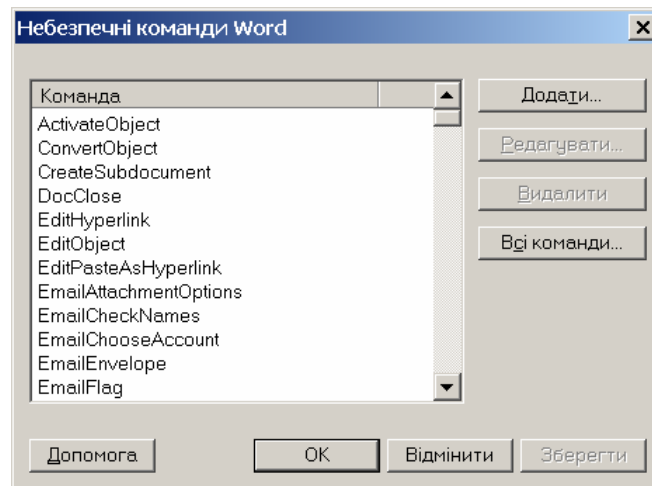 Небезпечні команди Word
Команда
ActivateObject
ConvertObject
CreateSubdocument
DocClose
EditHyperlink
EditObject
EditPasteAsHyperlink
EmailAttachmentOptions
EmailCheckNames
EmailChooseAccount
EmailEnvelope
EmailFlag
Додати...
Редагувати...
Видалити
Всі команди...
Допомога
OK
Відмінити
Зберегти